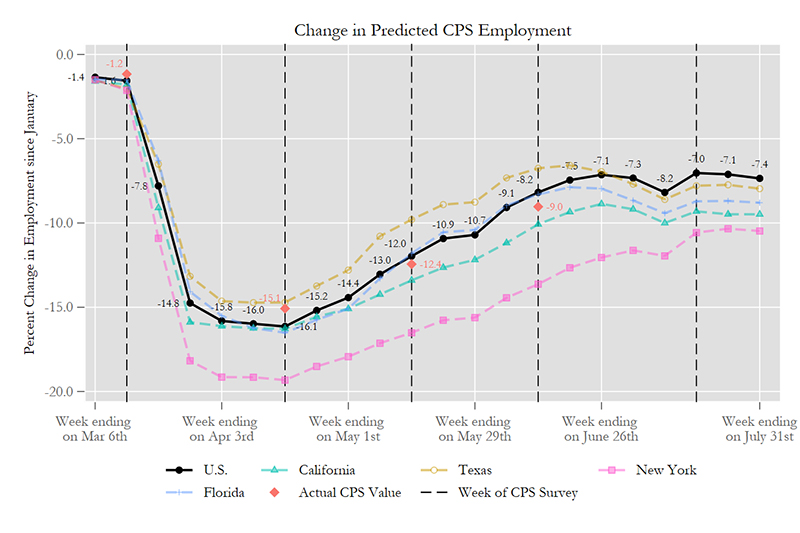 Change in Predicted CPS Employment
Percent Change in Employment since January
0.0
-5.0
-10.0
-15.0
-20.0
-1.4
-1.2
-7.8
-14.8
-15.8
-16.0
-15.1
-16.1
-15.2
-14.4
-13.0
-12.0
-12.4
-10.9
-10.7
-9.1
-8.2
-9.0
-7.5
-7.1
-7.3
-8.2
-7.0
-7.1
-7.4
Week ending
on Mar 6th
Week ending
on Apr 3rd
Week ending
on May 1st
Week ending
on May 29th
Week ending
on June 26th
Week ending
on July 31st
U.S.
California
Texas
New York
Florida
Actual CPS Value
Week of CPS Survey